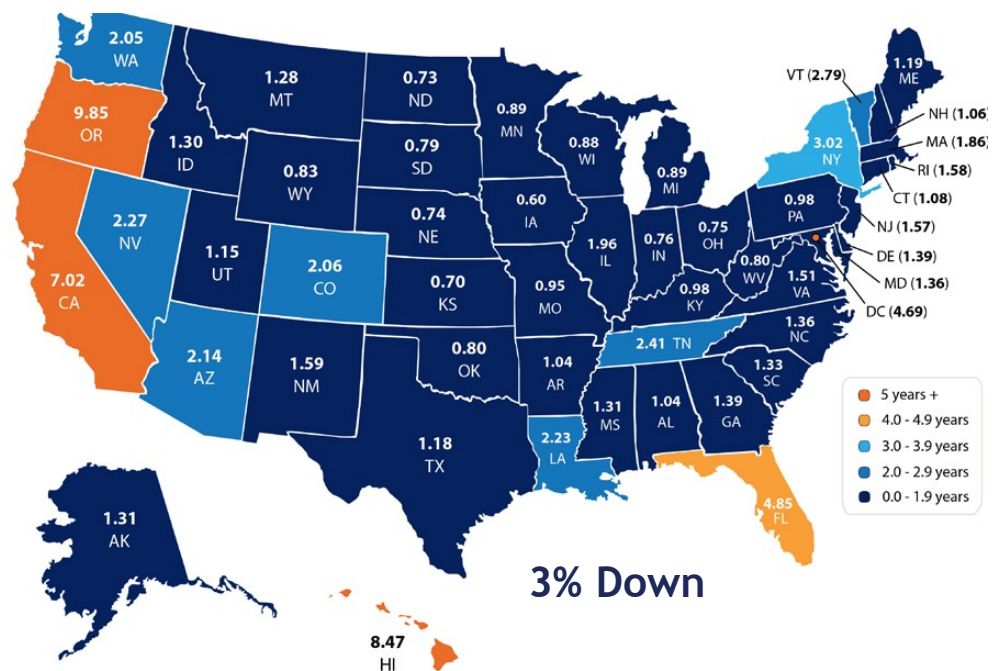 2.05
WA
9.85
OR
7.02
CA
2.27
NV
1.30
ID
1.28
MT
0.83
WY
1.15
UT
2.06
CO
2.14
AZ
1.59
NM
0.73
ND
0.79
SD
0.74
NE
0.70
KS
0.80
OK
1.18
TX
0.89
MN
0.60
IA
0.95
MO
1.04
AR
2.23
LA
0.88
WI
1.96
IL
0.89
MI
0.76
IN
0.75
OH
0.98
KY
2.41 TN
1.31
MS
1.04
AL
1.39
GA
4.85
FL
1.33
SC
1.36
NC
1.51
VA
0.80
WV
0.98
PA
3.02
NY
1.19
ME
VT (2.79)
NH (1.06)
MA (1.86)
RI (1.58)
CT (1.08)
NJ (1.57)
DE (1.39)
MD (1.36)
DC (4.69)
5 years +
4.0 - 4.9 years
3.0 - 3.9 years
2.0 - 2.9 years
0.0 - 1.9 years
1.31
AK
8.47
HI
3% Down